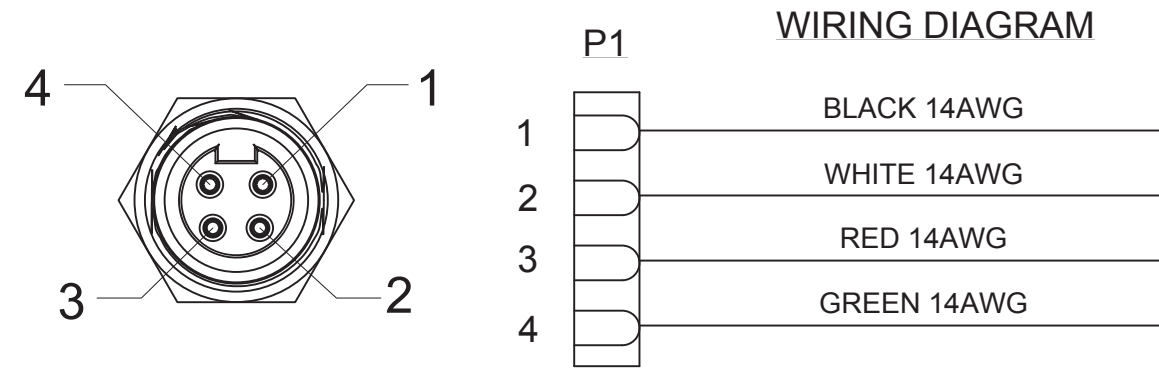 WIRING DIAGRAM
P1
4
1
3
2
1
BLACK 14AWG
2
WHITE 14AWG
3
RED 14AWG
4
GREEN 14AWG